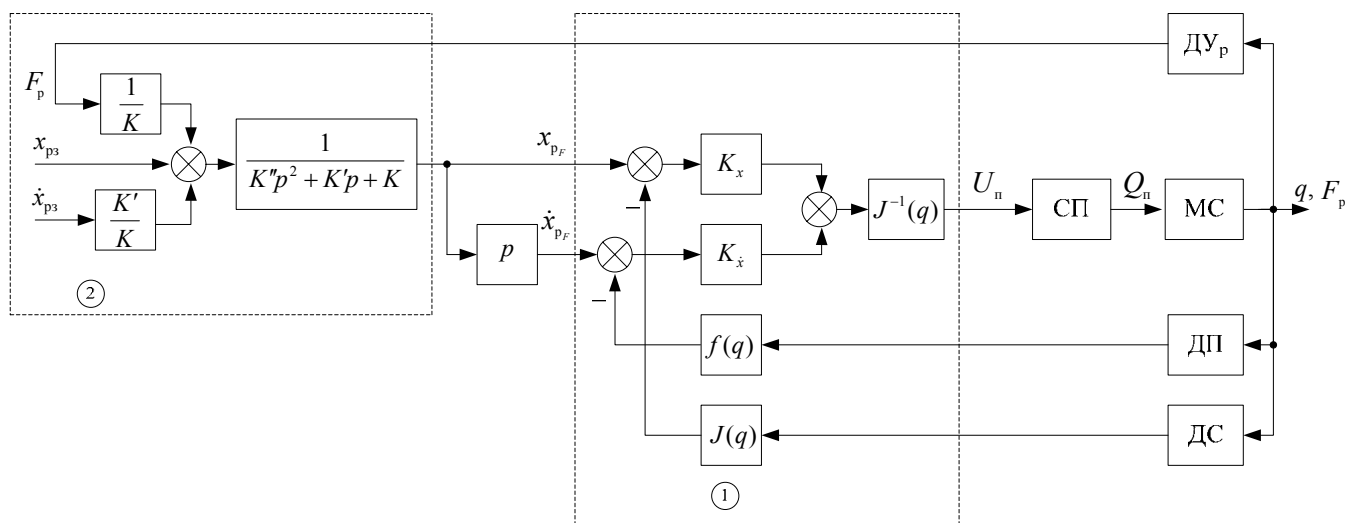 ДУр
Fр
1
K
xрз
1
K″p² + K′p + K
xрF
Kx
J⁻¹(q)
Uп
СП
Qп
МС
q, Fр
ẋрз
K′
K
ẋрF
p
Kẋ
2
f(q)
ДП
J(q)
ДС
1